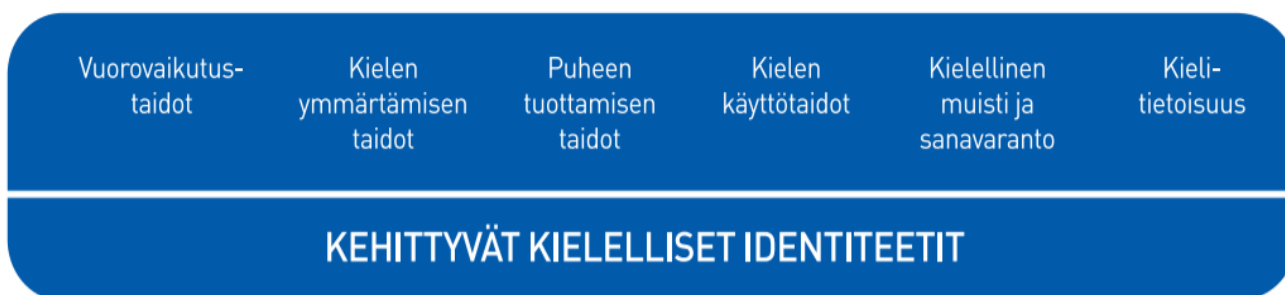 Vuorovaikutus-
taidot
Kielen
ymmärtämisen
taidot
Puheen
tuottamisen
taidot
Kielen
käyttötaidot
Kielellinen
muisti ja
sanavaranto
Kieli-
tietoisuus
KEHITTYVÄT KIELELLISET IDENTITEETIT